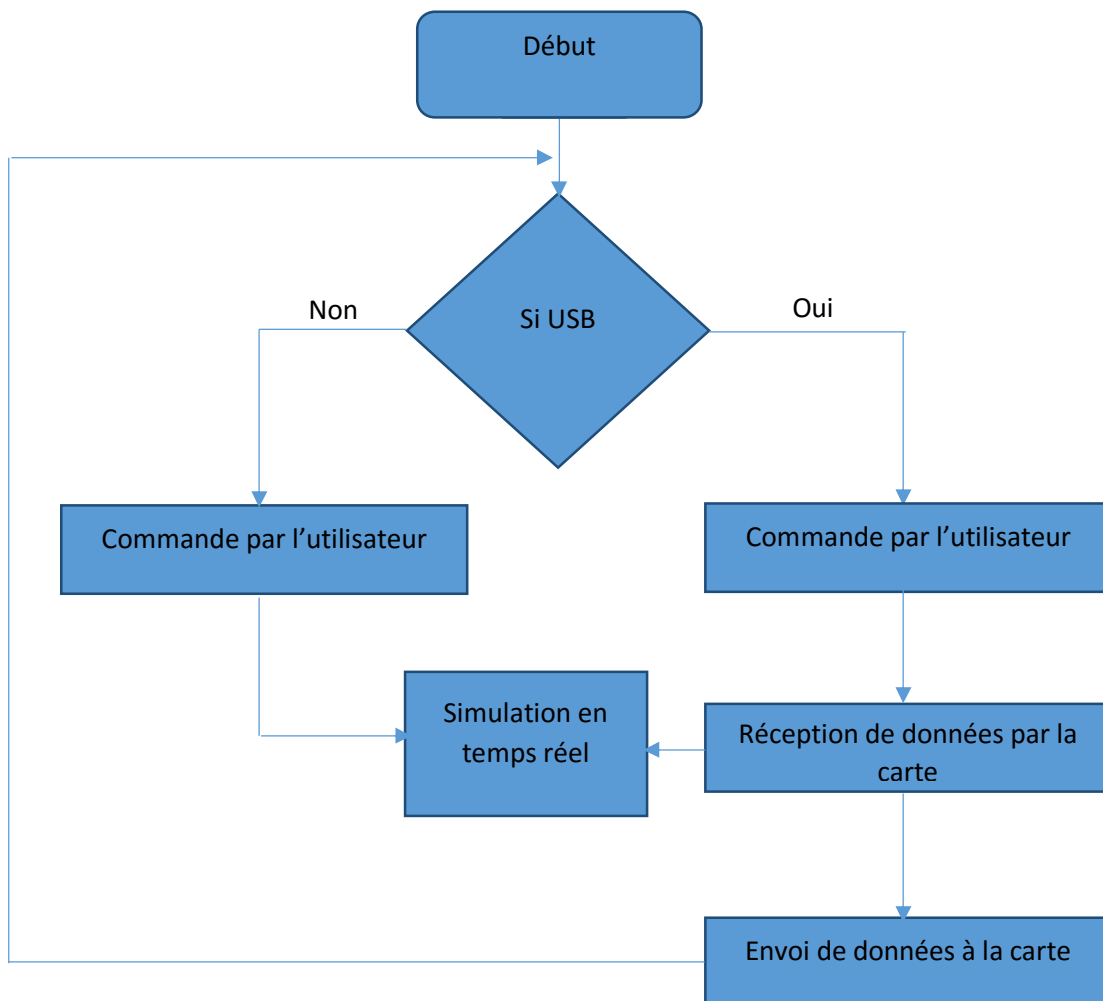 Début
Si USB
Non
Oui
Commande par l’utilisateur
Commande par l’utilisateur
Simulation en
temps réel
Réception de données par la
carte
Envoi de données à la carte